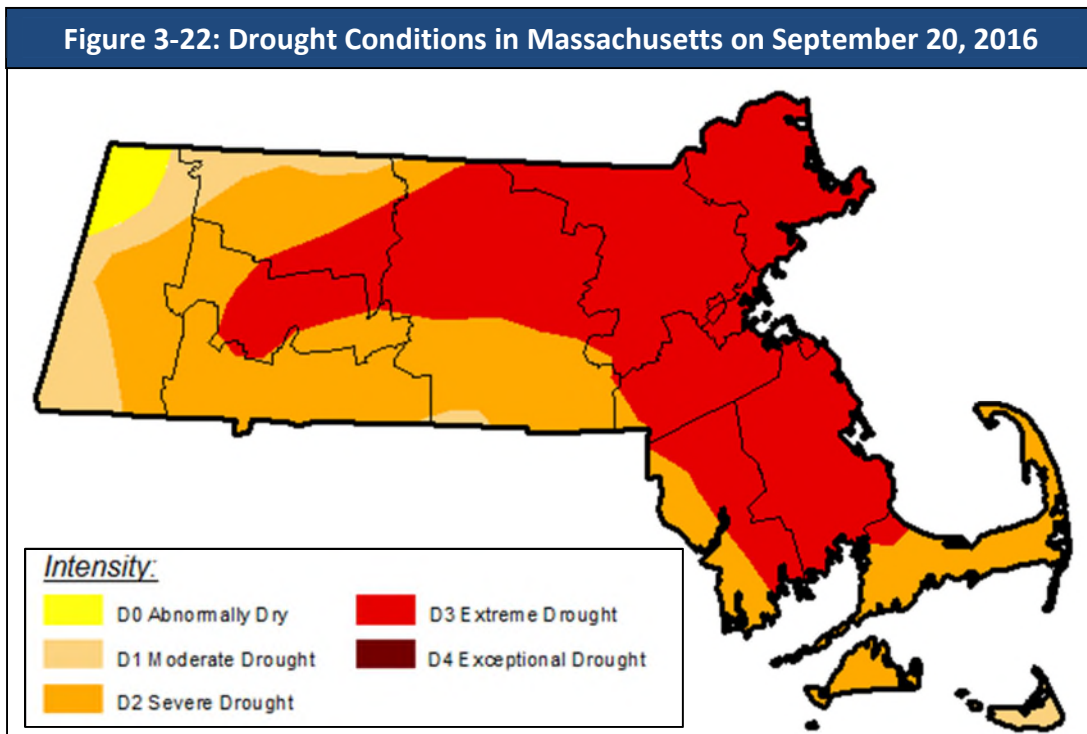 Figure 3-22: Drought Conditions in Massachusetts on September 20, 2016
Intensity:
D0 Abnormally Dry
D1 Moderate Drought
D2 Severe Drought
D3 Extreme Drought
D4 Exceptional Drought